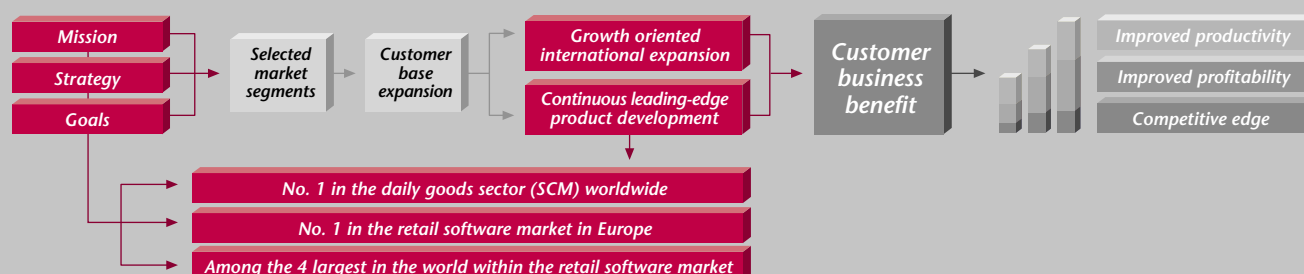 Mission
Strategy
Goals
Selected
market
segments
Customer
base
expansion
Growth oriented
international expansion
Continuous leading-edge
product development
Customer
business
benefit
Improved productivity
Improved profitability
Competitive edge
No. 1 in the daily goods sector (SCM) worldwide
No. 1 in the retail software market in Europe
Among the 4 largest in the world within the retail software market